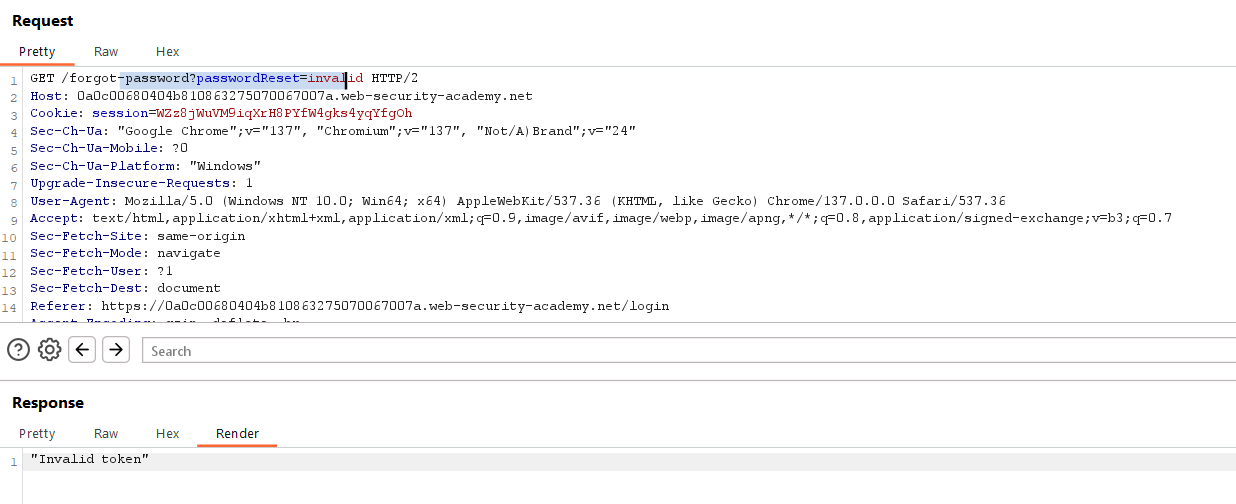 Request
Pretty Raw Hex
1 GET /forgot-password?passwordReset=invalid HTTP/2
2 Host: 0a0c00680404b810863275070067007a.web-security-academy.net
3 Cookie: session=WZz8jWuVM9iqXrH8PYfW4gks4yqYfgOh
4 Sec-Ch-Ua: "Google Chrome";v="137", "Chromium";v="137", "Not/A)Brand";v="24"
5 Sec-Ch-Ua-Mobile: ?0
6 Sec-Ch-Ua-Platform: "Windows"
7 Upgrade-Insecure-Requests: 1
8 User-Agent: Mozilla/5.0 (Windows NT 10.0; Win64; x64) AppleWebKit/537.36 (KHTML, like Gecko) Chrome/137.0.0.0 Safari/537.36
9 Accept: text/html,application/xhtml+xml,application/xml;q=0.9,image/avif,image/webp,image/apng,*/*;q=0.8,application/signed-exchange;v=b3;q=0.7
10 Sec-Fetch-Site: same-origin
11 Sec-Fetch-Mode: navigate
12 Sec-Fetch-User: ?1
13 Sec-Fetch-Dest: document
14 Referer: https://0a0c00680404b810863275070067007a.web-security-academy.net/login
Search
Response
Pretty Raw Hex Render
1 "Invalid token"